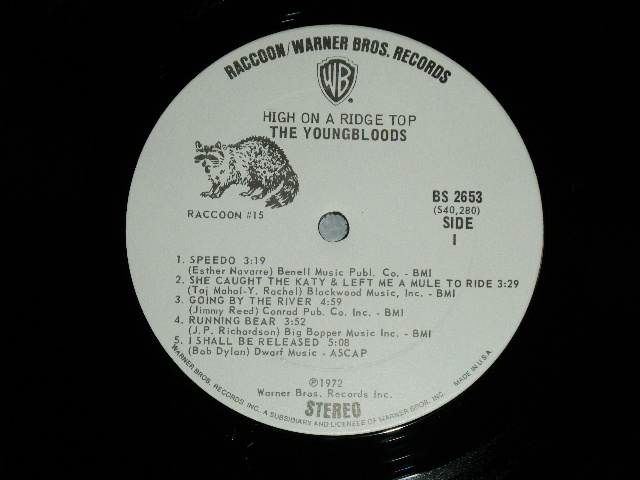 RACCOON/WARNER BROS. RECORDS
WB
HIGH ON A RIDGE TOP
THE YOUNGBLOODS
RACCOON #15
BS 2653
(S40,280)
SIDE
1
1. SPEEDO 3:19
(Esther Navarre) Benell Music Publ. Co. - BMI
2. SHE CAUGHT THE KATY & LEFT ME A MULE TO RIDE 3:29
(Taj Mahal-Y. Rachel) Blackwood Music, Inc. - BMI
3. GOING BY THE RIVER 4:59
(Jimmy Reed) Conrad Pub. Co. Inc. - BMI
4. RUNNING BEAR 3:52
(J.P. Richardson) Big Bopper Music Inc. - BMI
5. I SHALL BE RELEASED 5:08
(Bob Dylan) Dwarf Music - ASCAP
℗1972
Warner Bros. Records Inc.
STEREO
WARNER BROS. RECORDS INC. A SUBSIDIARY AND LICENSEE OF WARNER BROS. INC.
MADE IN U.S.A.